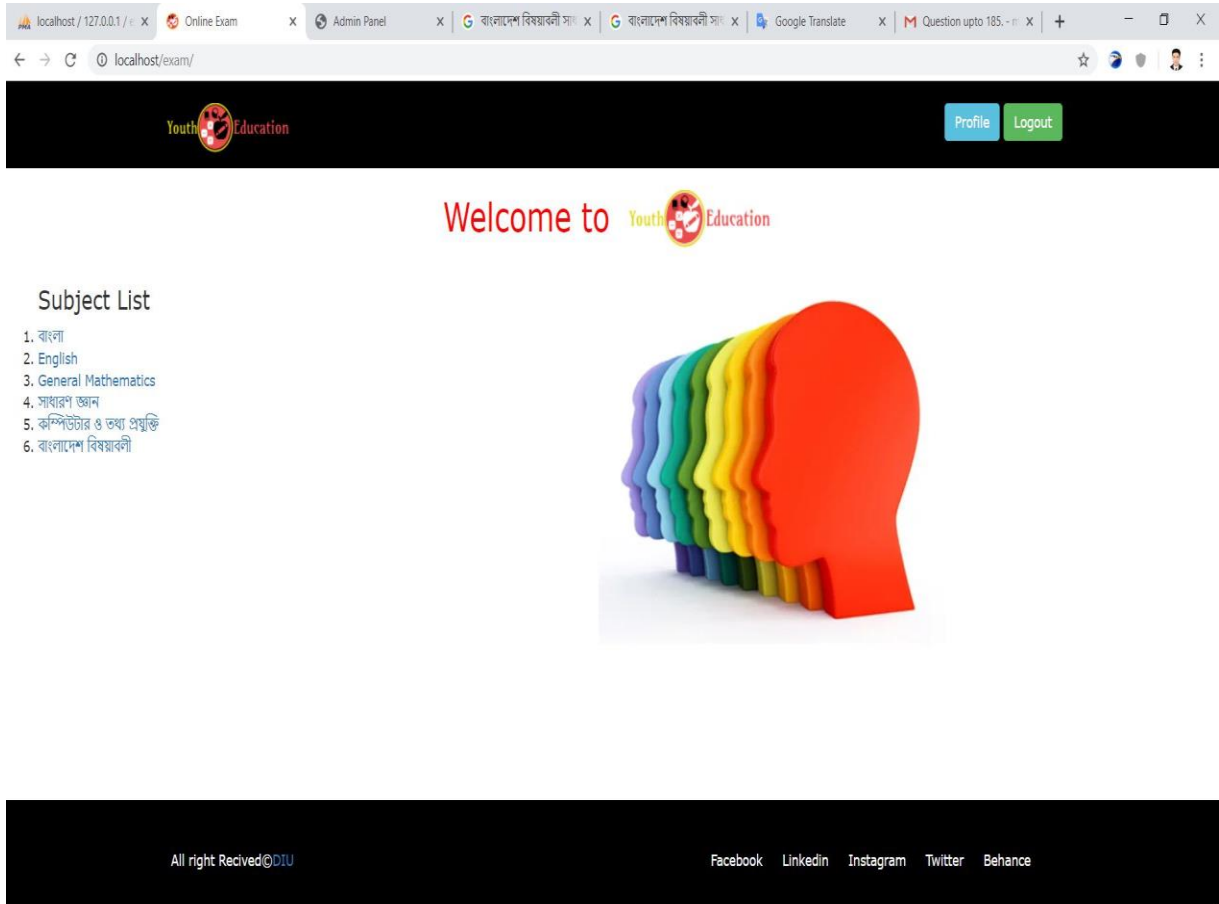 localhost / 127.0.0.1 / e
Online Exam
Admin Panel
বাংলাদেশ বিষয়াবলী সা
বাংলাদেশ বিষয়াবলী সা
Google Translate
Question upto 185. - m
localhost/exam/
Youth Education
Profile
Logout
Welcome to Youth Education
Subject List
1. বাংলা
2. English
3. General Mathematics
4. সাধারণ জ্ঞান
5. কম্পিউটার ও তথ্য প্রযুক্তি
6. বাংলাদেশ বিষয়াবলী
All right Recived©DIU
Facebook Linkedin Instagram Twitter Behance